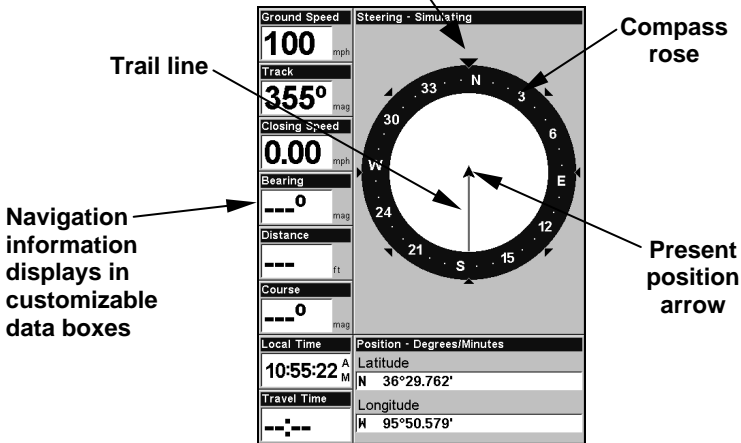 Ground Speed
100 mph
Track
355º mag
Closing Speed
0.00 mph
Bearing
---º mag
Distance
--- ft
Course
---º mag
Local Time
10:55:22 AM
Travel Time
--:--
Steering - Simulating
N
3
6
E
12
15
S
21
24
W
30
33
Position - Degrees/Minutes
Latitude
N 36°29.762'
Longitude
W 95°50.579'
Trail line
Compass
rose
Navigation
information
displays in
customizable
data boxes
Present
position
arrow